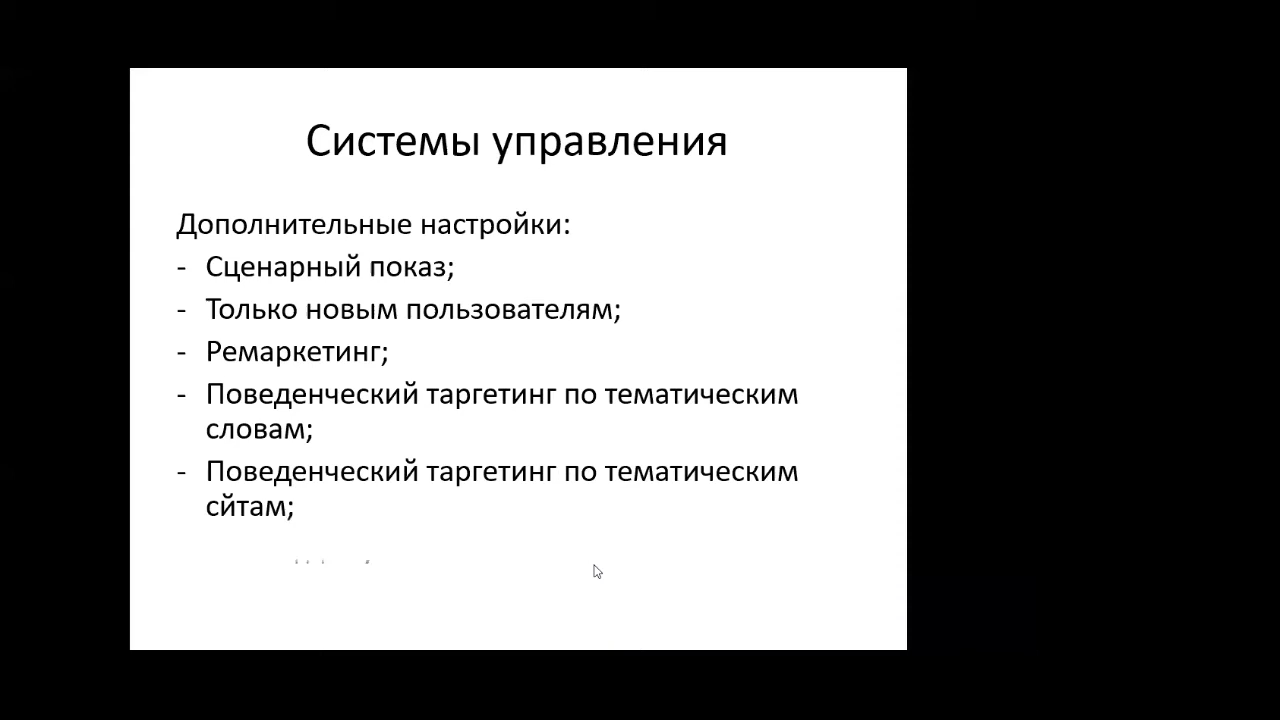 Системы управления
Дополнительные настройки:
- Сценарный показ;
- Только новым пользователям;
- Ремаркетинг;
- Поведенческий таргетинг по тематическим
словам;
- Поведенческий таргетинг по тематическим
сйтам;